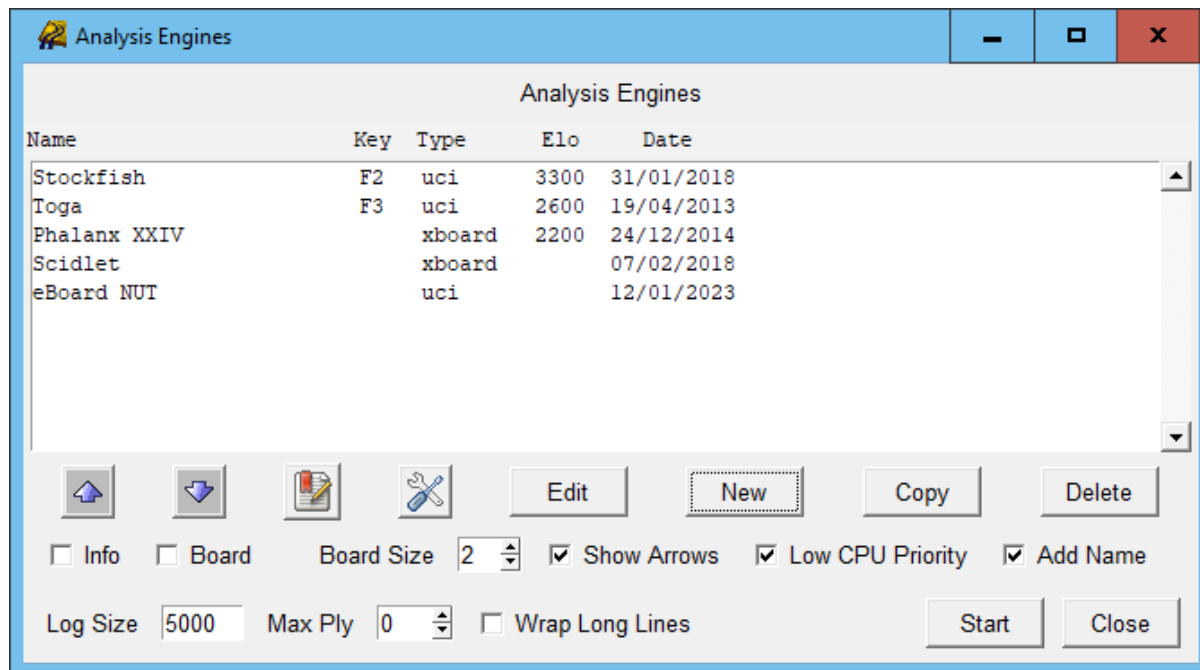 Analysis Engines
Analysis Engines
Name Key Type Elo Date
Stockfish F2 uci 3300 31/01/2018
Toga F3 uci 2600 19/04/2013
Phalanx XXIV xboard 2200 24/12/2014
Scidlet xboard 07/02/2018
eBoard NUT uci 12/01/2023
Edit New Copy Delete
Info Board Board Size 2 Show Arrows Low CPU Priority Add Name
Log Size 5000 Max Ply 0 Wrap Long Lines Start Close